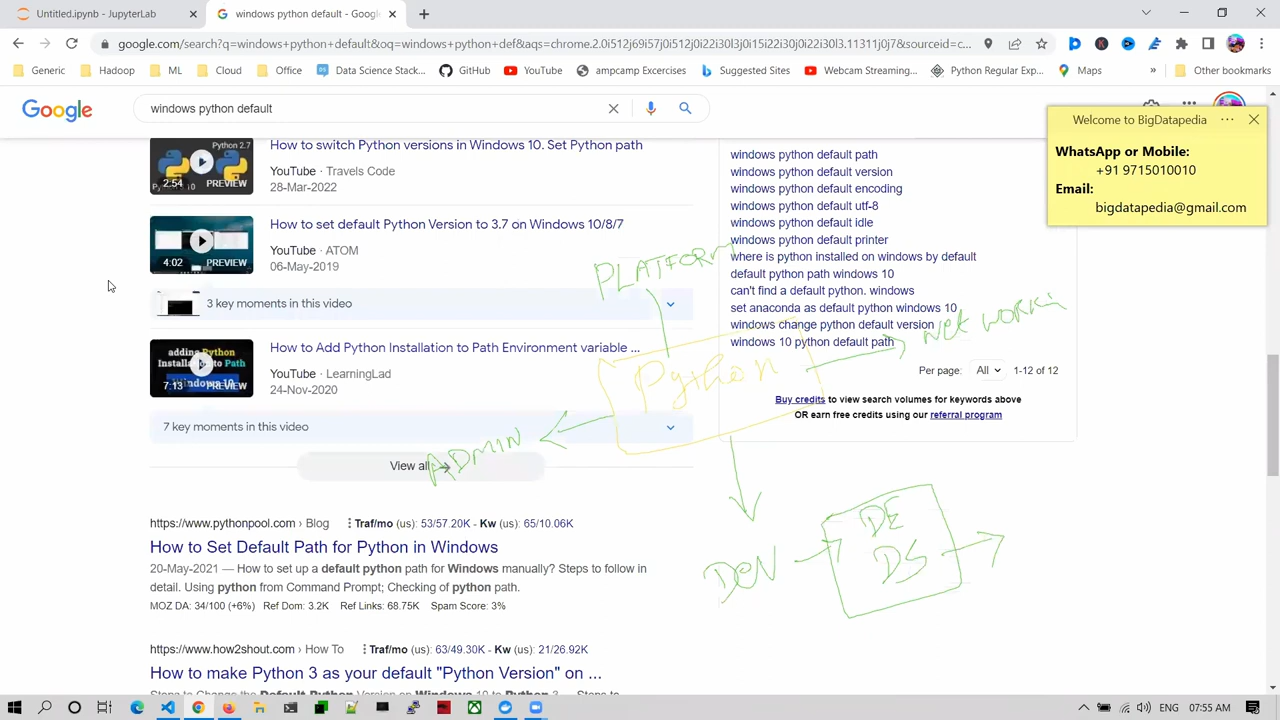 Untitled.ipynb - JupyterLab
windows python default - Google
google.com/search?q=windows+python+default&oq=windows+python+def&aqs=chrome.2.0i512j69i57j0i512j0i22i30l3j0i15i22i30j0i22i30l3.11311j0j7&sourceid=c...
Generic
Hadoop
ML
Cloud
Office
Data Science Stack...
GitHub
YouTube
ampcamp Excercises
Suggested Sites
Webcam Streaming...
Python Regular Exp...
Maps
»
Other bookmarks
Google
windows python default
Welcome to BigDatapedia
WhatsApp or Mobile:
+91 9715010010
Email:
bigdatapedia@gmail.com
Python 2.7
2:54
PREVIEW
How to switch Python versions in Windows 10. Set Python path
YouTube · Travels Code
28-Mar-2022
4:02
PREVIEW
How to set default Python Version to 3.7 on Windows 10/8/7
YouTube · ATOM
06-May-2019
3 key moments in this video
adding Python
Installation to Path
Windows 10
7:13
PREVIEW
How to Add Python Installation to Path Environment variable ...
YouTube · LearningLad
24-Nov-2020
7 key moments in this video
View all
https://www.pythonpool.com › Blog
Traf/mo (us): 53/57.20K - Kw (us): 65/10.06K
How to Set Default Path for Python in Windows
20-May-2021 — How to set up a default python path for Windows manually? Steps to follow in
detail. Using python from Command Prompt; Checking of python path.
MOZ DA: 34/100 (+6%) Ref Dom: 3.2K Ref Links: 68.75K Spam Score: 3%
https://www.how2shout.com › How To
Traf/mo (us): 63/49.30K - Kw (us): 21/26.92K
How to make Python 3 as your default "Python Version" on ...
windows python default path
windows python default version
windows python default encoding
windows python default utf-8
windows python default idle
windows python default printer
where is python installed on windows by default
default python path windows 10
can't find a default python. windows
set anaconda as default python windows 10
windows change python default version
windows 10 python default path
Per page: All 1-12 of 12
Buy credits to view search volumes for keywords above
OR earn free credits using our referral program
PLATFORM
Python
Net worki
ADMIN
DEV
DE
DS
ENG
07:55 AM